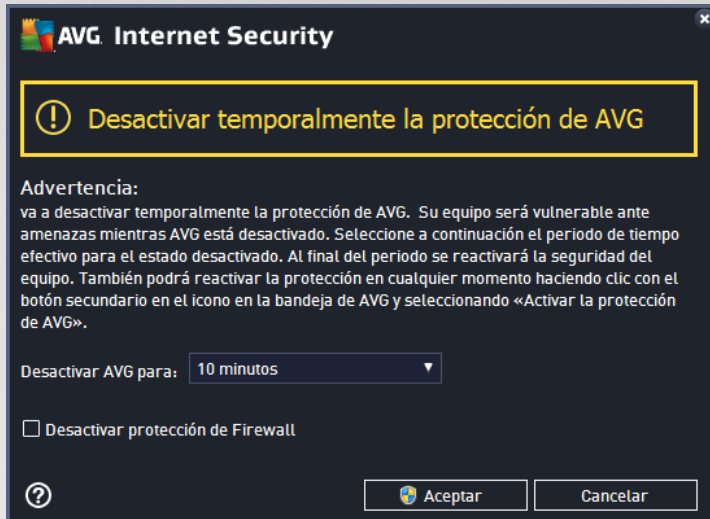 AVG. Internet Security
Desactivar temporalmente la protección de AVG
Advertencia:
va a desactivar temporalmente la protección de AVG. Su equipo será vulnerable ante
amenazas mientras AVG está desactivado. Seleccione a continuación el periodo de tiempo
efectivo para el estado desactivado. Al final del periodo se reactivará la seguridad del
equipo. También podrá reactivar la protección en cualquier momento haciendo clic con el
botón secundario en el icono en la bandeja de AVG y seleccionando «Activar la protección
de AVG».
Desactivar AVG para: 10 minutos
Desactivar protección de Firewall
Aceptar Cancelar